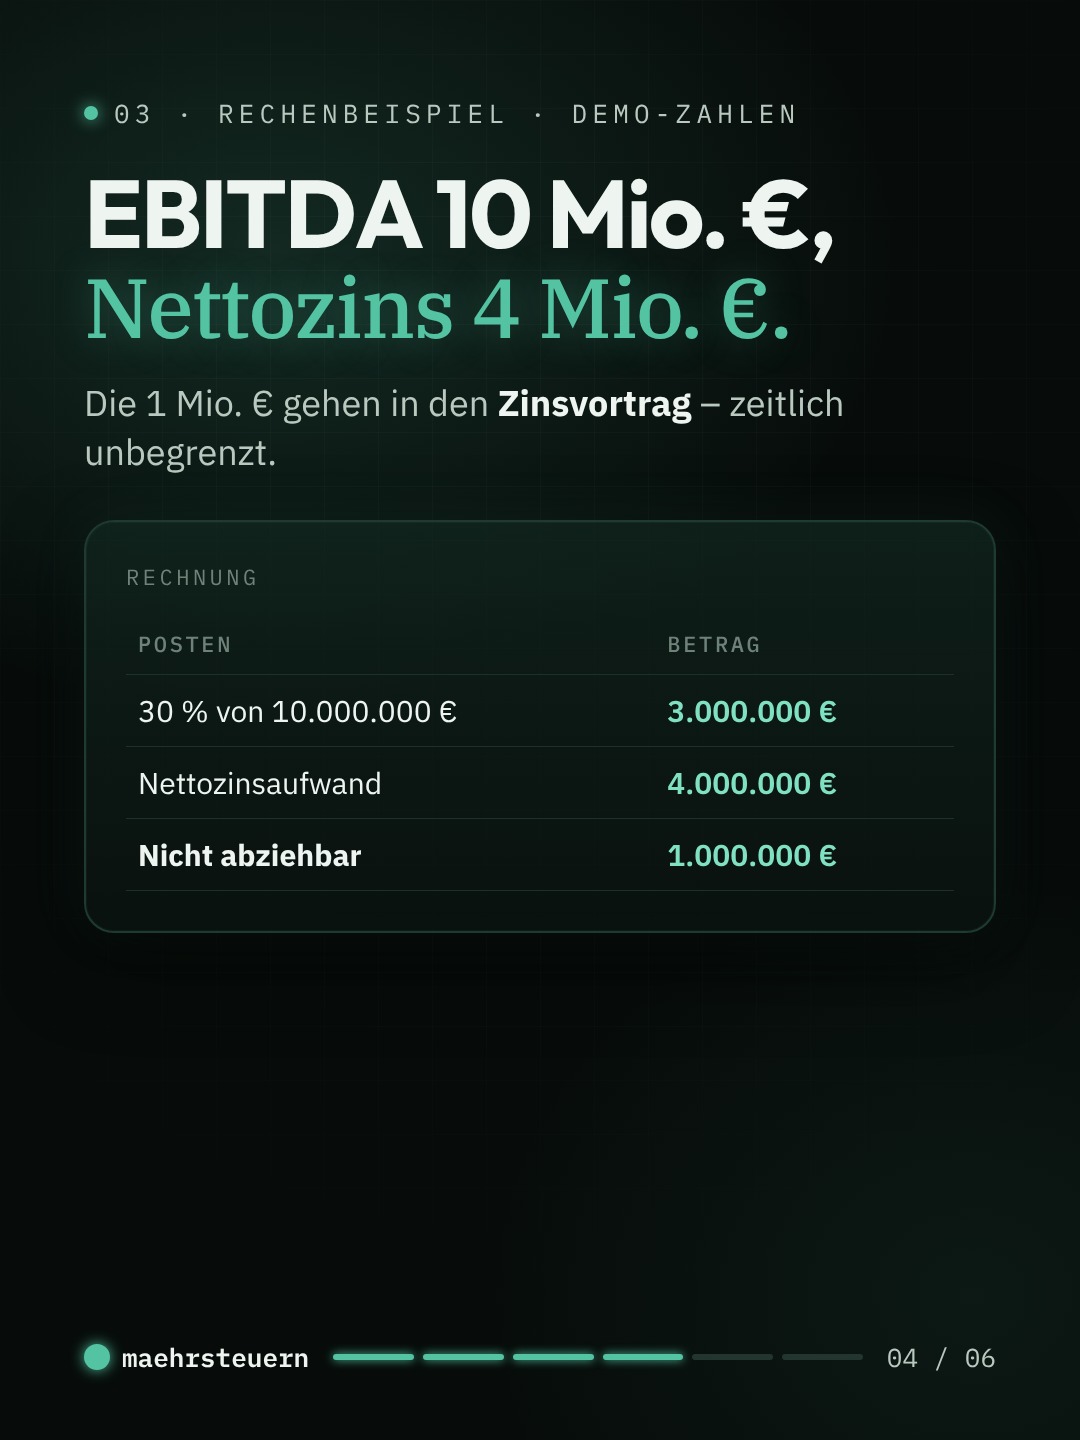 03 · RECHENBEISPIEL · DEMO-ZAHLEN
EBITDA 10 Mio. €,
Nettozins 4 Mio. €.
Die 1 Mio. € gehen in den Zinsvortrag – zeitlich
unbegrenzt.
RECHNUNG
POSTEN BETRAG
30 % von 10.000.000 € 3.000.000 €
Nettozinsaufwand 4.000.000 €
Nicht abziehbar 1.000.000 €
maehrsteuern 04 / 06